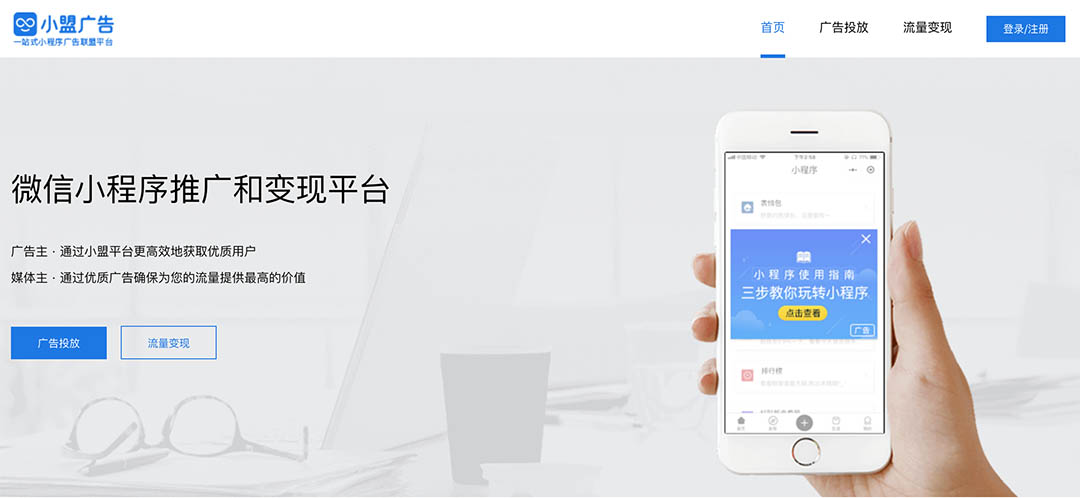 小盟广告
一站式小程序广告联盟平台
首页
广告投放
流量变现
登录/注册
微信小程序推广和变现平台
广告主 · 通过小盟平台更高效地获取优质用户
媒体主 · 通过优质广告确保为您的流量提供最高的价值
广告投放
流量变现
中国移动
下午2:58
71%
小程序
表情包
小程序使用指南
三步教你玩转小程序
点击查看
广告
排行榜